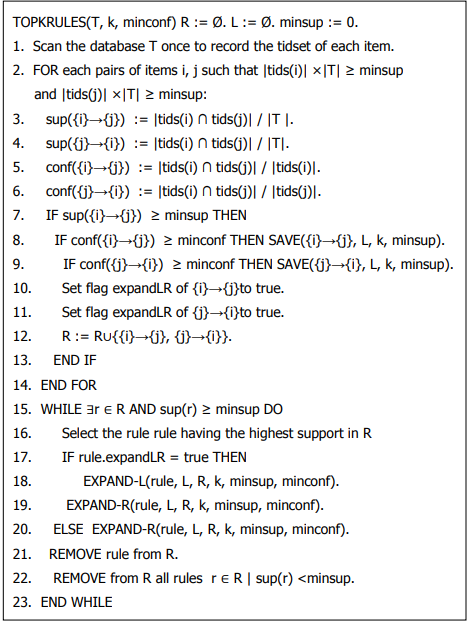 TOPKRULES(T, k, minconf) R := Ø. L := Ø. minsup := 0.
1. Scan the database T once to record the tidset of each item.
2. FOR each pairs of items i, j such that |tids(i)| ×|T| ≥ minsup
and |tids(j)| ×|T| ≥ minsup:
3. sup({i}→{j}) := |tids(i) ∩ tids(j)| / |T |.
4. sup({j}→{i}) := |tids(i) ∩ tids(j)| / |T|.
5. conf({i}→{j}) := |tids(i) ∩ tids(j)| / |tids(i)|.
6. conf({j}→{i}) := |tids(i) ∩ tids(j)| / |tids(j)|.
7. IF sup({i}→{j}) ≥ minsup THEN
8. IF conf({i}→{j}) ≥ minconf THEN SAVE({i}→{j}, L, k, minsup).
9. IF conf({j}→{i}) ≥ minconf THEN SAVE({j}→{i}, L, k, minsup).
10. Set flag expandLR of {i}→{j}to true.
11. Set flag expandLR of {j}→{i}to true.
12. R := R∪{{i}→{j}, {j}→{i}}.
13. END IF
14. END FOR
15. WHILE ∃r ∈ R AND sup(r) ≥ minsup DO
16. Select the rule rule having the highest support in R
17. IF rule.expandLR = true THEN
18. EXPAND-L(rule, L, R, k, minsup, minconf).
19. EXPAND-R(rule, L, R, k, minsup, minconf).
20. ELSE EXPAND-R(rule, L, R, k, minsup, minconf).
21. REMOVE rule from R.
22. REMOVE from R all rules r ∈ R | sup(r) <minsup.
23. END WHILE